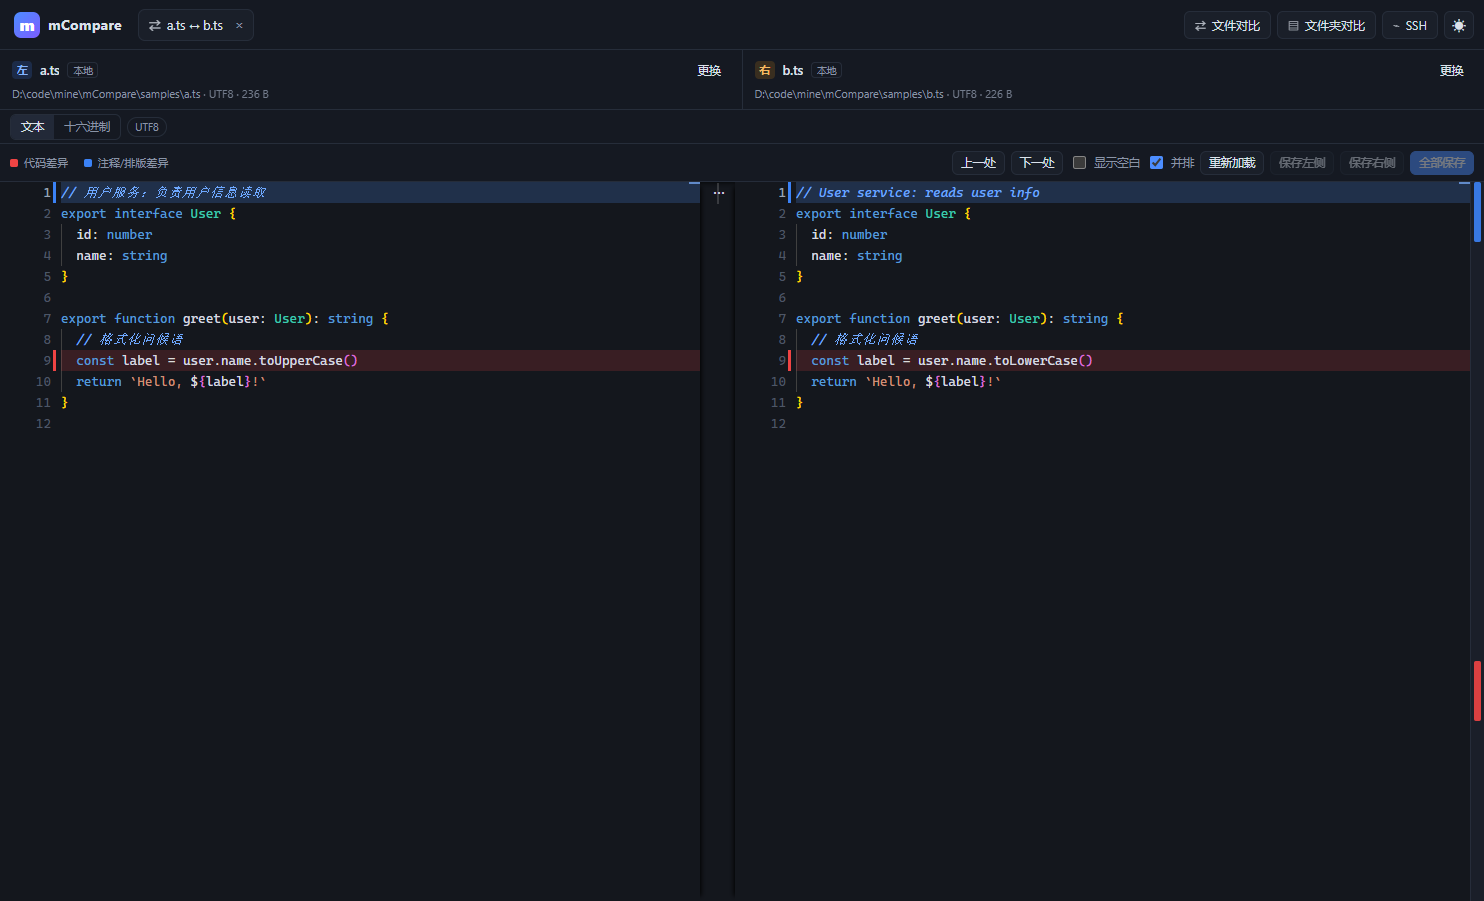 m mCompare
⇄ a.ts ↔ b.ts ×
⇄ 文件对比
▤ 文件夹对比
~ SSH
左 a.ts 本地 更换
D:\code\mine\mCompare\samples\a.ts · UTF8 · 236 B
右 b.ts 本地 更换
D:\code\mine\mCompare\samples\b.ts · UTF8 · 226 B
文本 十六进制 UTF8
代码差异 注释/排版差异
上一处 下一处 显示空白 并排 重新加载 保存左侧 保存右侧 全部保存
1 // 用户服务：负责用户信息读取
2 export interface User {
3 id: number
4 name: string
5 }
6
7 export function greet(user: User): string {
8 // 格式化问候语
9 const label = user.name.toUpperCase()
10 return `Hello, ${label}!`
11 }
12
1 // User service: reads user info
2 export interface User {
3 id: number
4 name: string
5 }
6
7 export function greet(user: User): string {
8 // 格式化问候语
9 const label = user.name.toLowerCase()
10 return `Hello, ${label}!`
11 }
12